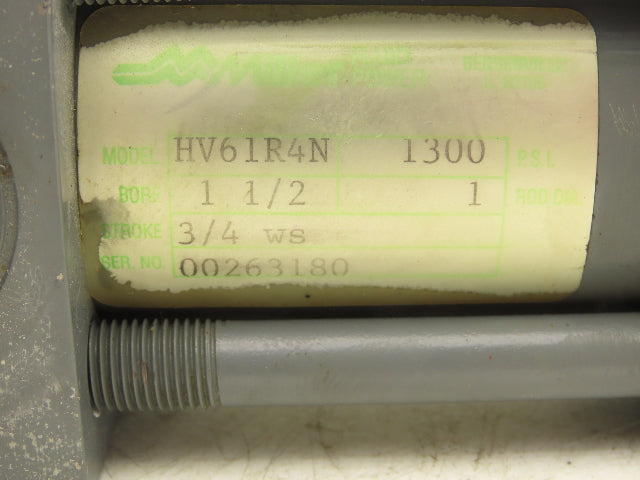 MODEL HV61R4N 1300 P.S.I.
BORE 1 1/2 1 ROD DIA.
STROKE 3/4 ws
SER. NO. 00263180